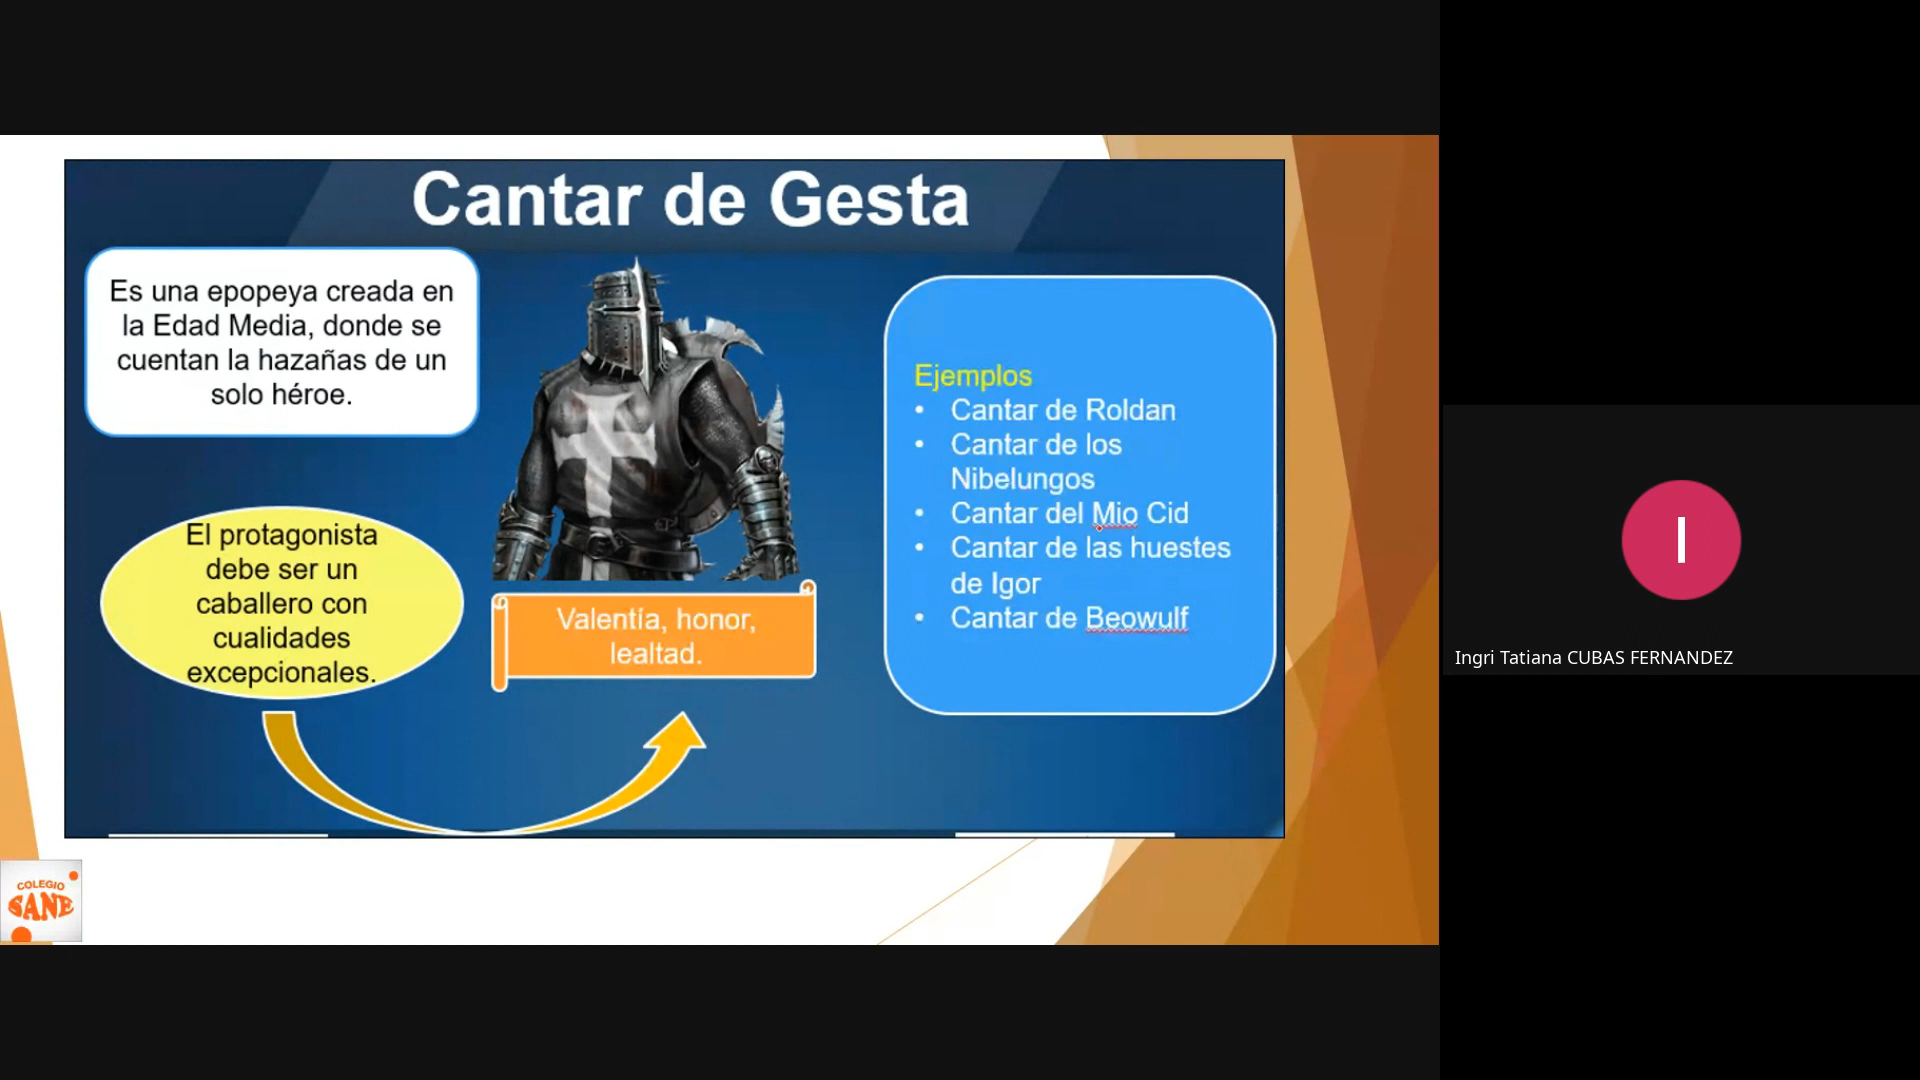 Cantar de Gesta
Es una epopeya creada en
la Edad Media, donde se
cuentan la hazañas de un
solo héroe.
El protagonista
debe ser un
caballero con
cualidades
excepcionales.
Valentía, honor,
lealtad.
Ejemplos
• Cantar de Roldan
• Cantar de los
Nibelungos
• Cantar del Mio Cid
• Cantar de las huestes
de Igor
• Cantar de Beowulf
COLEGIO
SANE
I
Ingri Tatiana CUBAS FERNANDEZ